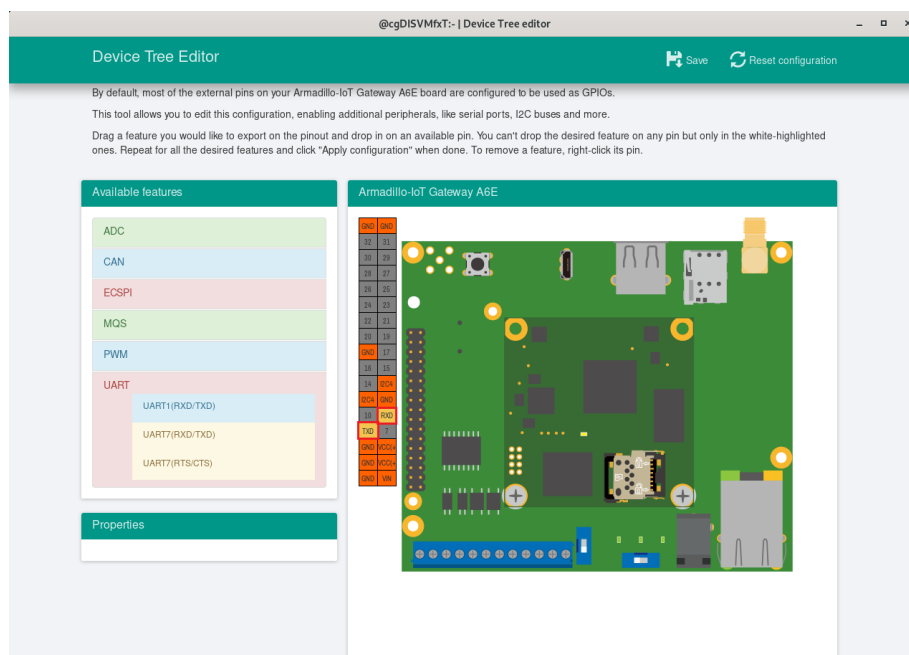 @cgDISVMfxT:~ | Device Tree editor
Device Tree Editor
Save
Reset configuration
By default, most of the external pins on your Armadillo-IoT Gateway A6E board are configured to be used as GPIOs.
This tool allows you to edit this configuration, enabling additional peripherals, like serial ports, I2C buses and more.
Drag a feature you would like to export on the pinout and drop in on an available pin. You can't drop the desired feature on any pin but only in the white-highlighted
ones. Repeat for all the desired features and click "Apply configuration" when done. To remove a feature, right-click its pin.
Available features
ADC
CAN
ECSPI
MQS
PWM
UART
UART1(RXD/TXD)
UART7(RXD/TXD)
UART7(RTS/CTS)
Properties
Armadillo-IoT Gateway A6E
GND GND
32 31
30 29
28 27
26 25
24 23
22 21
20 19
GND 17
16 15
14 I2C4
I2C4 GND
10 RXD
TXD 7
GND VCC(+
GND VCC(+
GND VIN